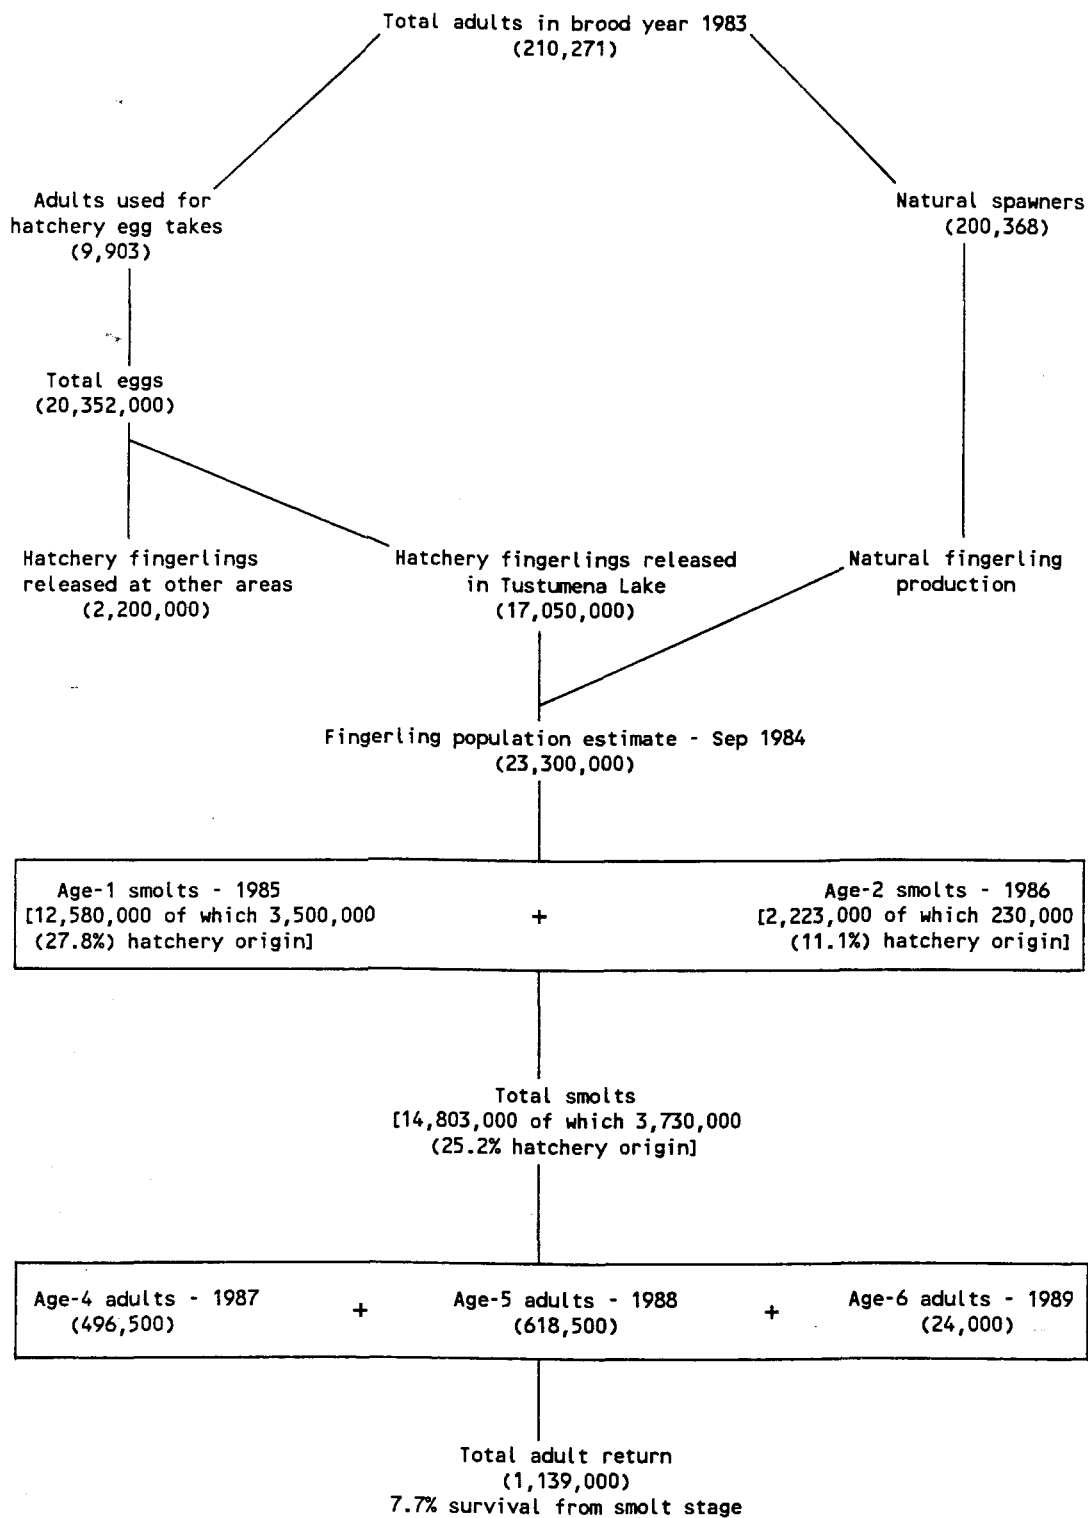 Total adults in brood year 1983
(210,271)
Adults used for
hatchery egg takes
(9,903)
Natural spawners
(200,368)
Total eggs
(20,352,000)
Hatchery fingerlings
released at other areas
(2,200,000)
Hatchery fingerlings released
in Tustumena Lake
(17,050,000)
Natural fingerling
production
Fingerling population estimate - Sep 1984
(23,300,000)
Age-1 smolts - 1985
[12,580,000 of which 3,500,000
(27.8%) hatchery origin]
+
Age-2 smolts - 1986
[2,223,000 of which 230,000
(11.1%) hatchery origin]
Total smolts
[14,803,000 of which 3,730,000
(25.2% hatchery origin]
Age-4 adults - 1987
(496,500)
+
Age-5 adults - 1988
(618,500)
+
Age-6 adults - 1989
(24,000)
Total adult return
(1,139,000)
7.7% survival from smolt stage